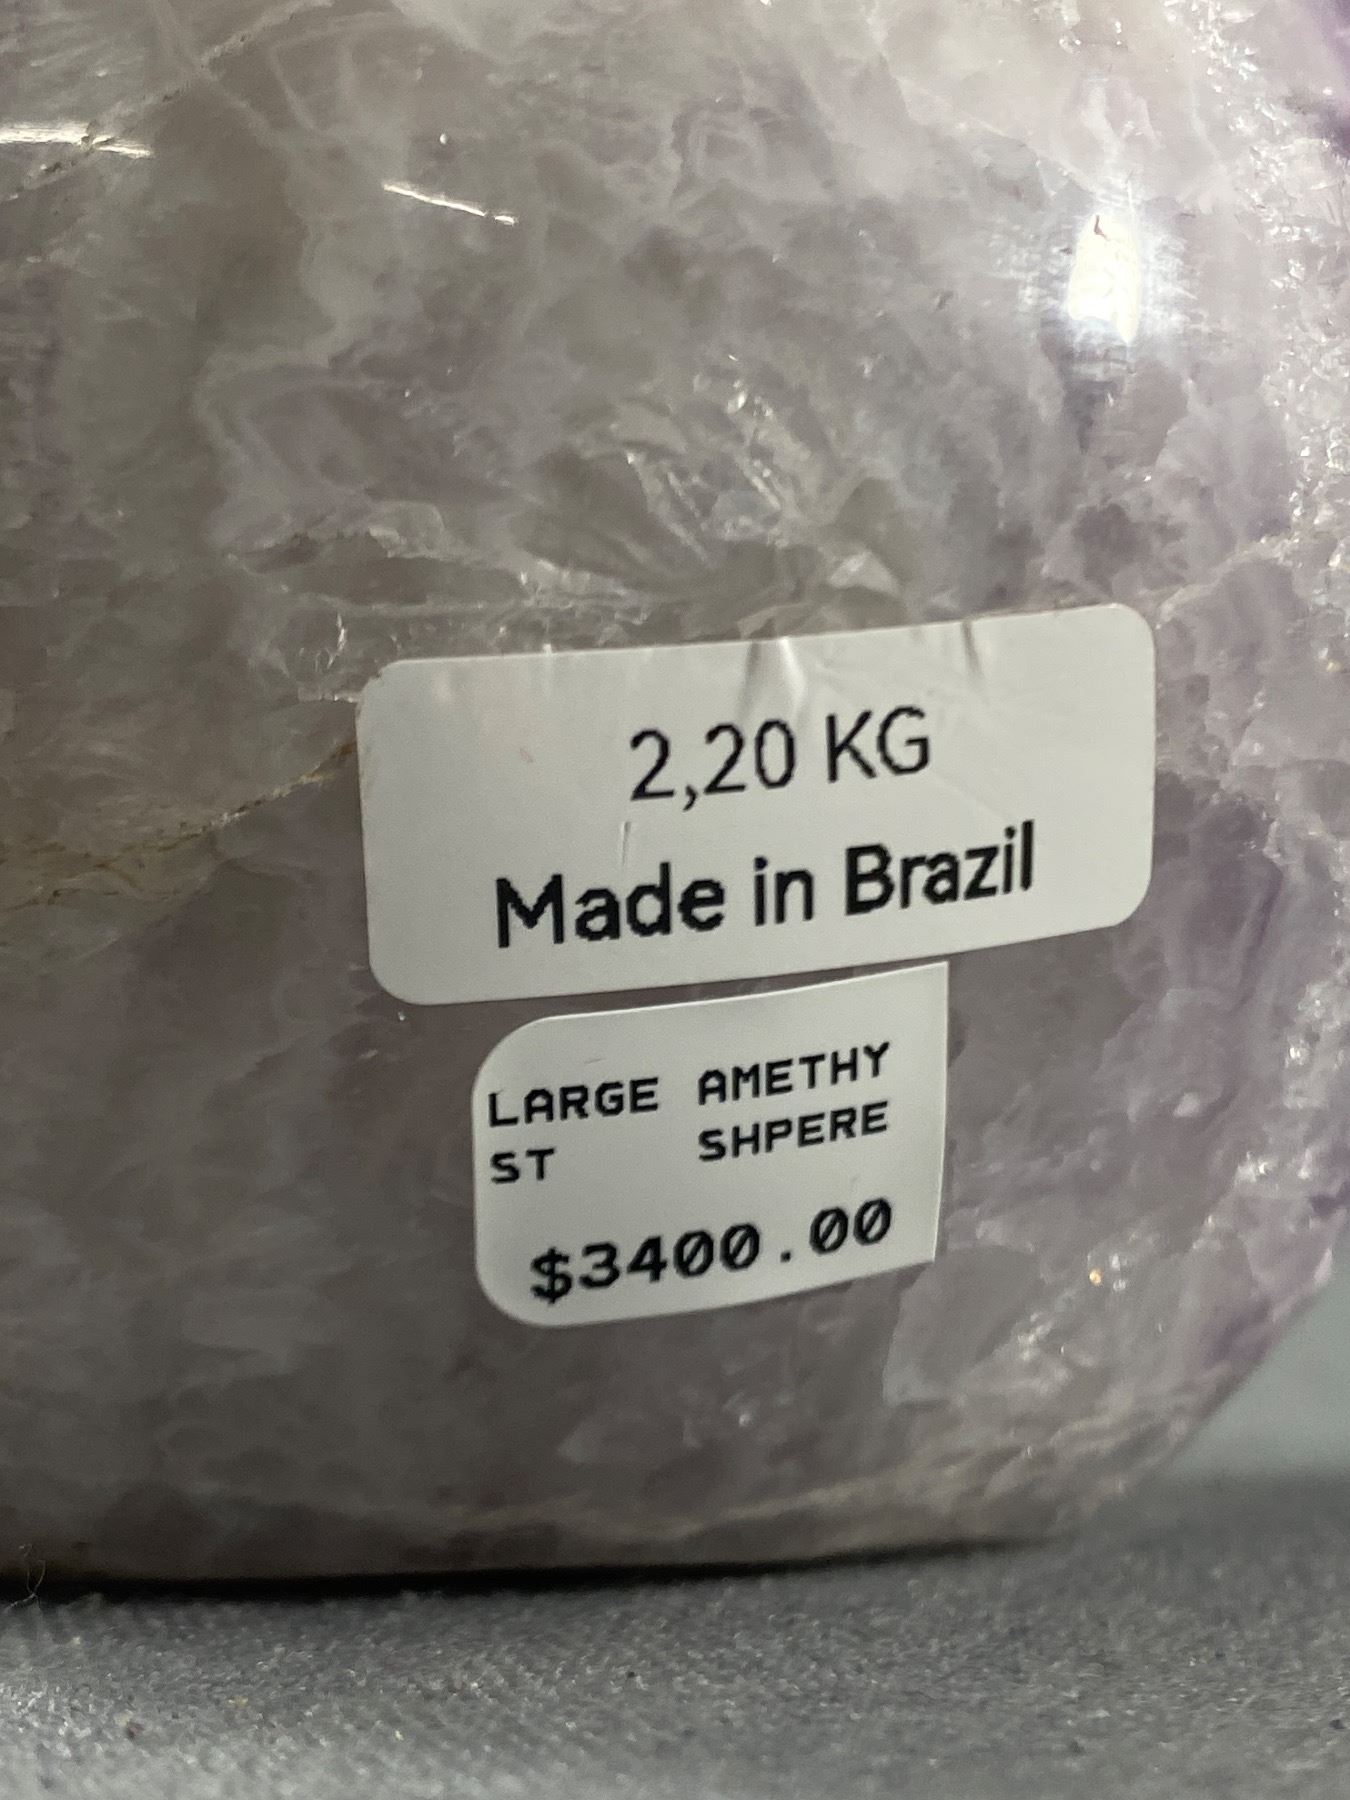 2,20 KG
Made in Brazil
LARGE AMETHY
ST SHPERE
$3400.00